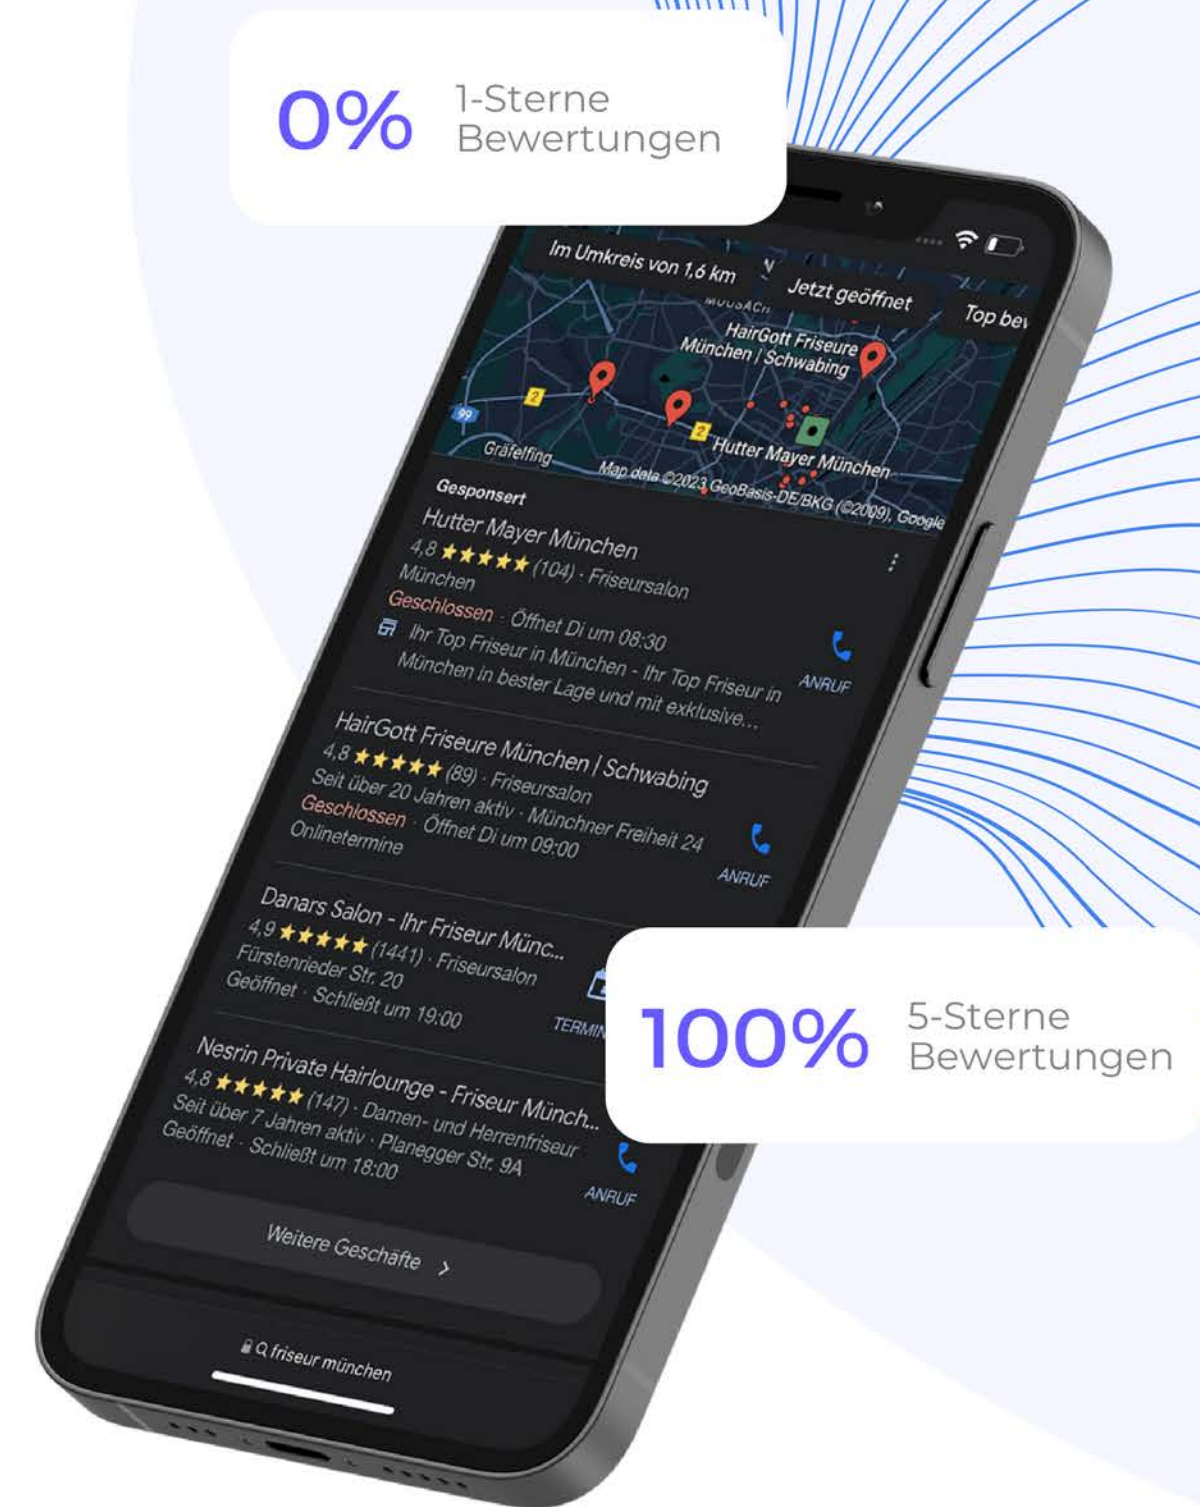 0%
1-Sterne
Bewertungen
Im Umkreis von 1,6 km
Jetzt geöffnet
Top bew
MOOSACH
HairGott Friseure
München | Schwabing
2
99
2
Hutter Mayer München
Gräfelfing
Map data ©2023 GeoBasis-DE/BKG (©2009), Google
Gesponsert
Hutter Mayer München
4,8 ★★★★★ (104) · Friseursalon
München
Geschlossen · Öffnet Di um 08:30
Ihr Top Friseur in München - Ihr Top Friseur in
München in bester Lage und mit exklusive...
ANRUF
HairGott Friseure München | Schwabing
4,8 ★★★★★ (89) · Friseursalon
Seit über 20 Jahren aktiv · Münchner Freiheit 24
Geschlossen · Öffnet Di um 09:00
Onlinetermine
ANRUF
Danars Salon - Ihr Friseur Münc...
4,9 ★★★★★ (1441) · Friseursalon
Fürstenrieder Str. 20
Geöffnet · Schließt um 19:00
TERMIN
100%
5-Sterne
Bewertungen
Nesrin Private Hairlounge - Friseur Münch...
4,8 ★★★★★ (147) · Damen- und Herrenfriseur
Seit über 7 Jahren aktiv · Planegger Str. 9A
Geöffnet · Schließt um 18:00
ANRUF
Weitere Geschäfte >
friseur münchen